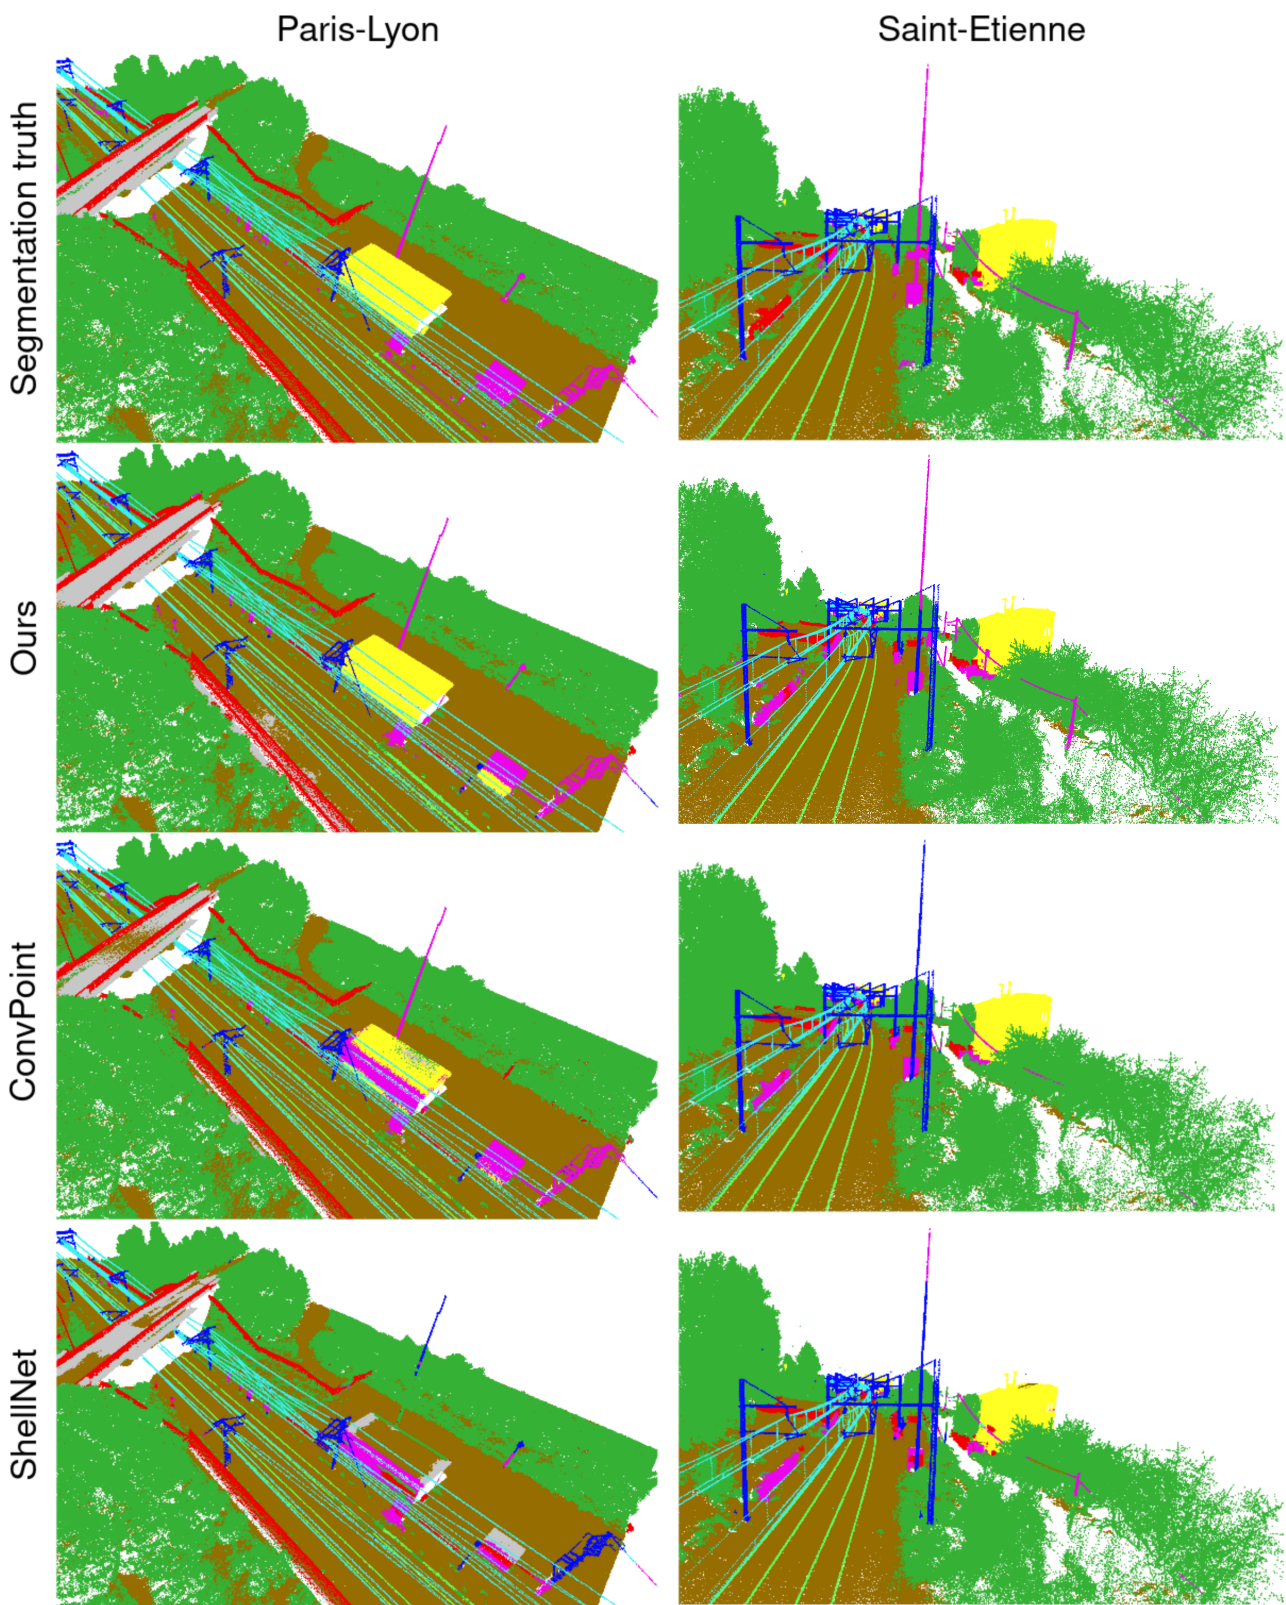 Paris-Lyon
Saint-Etienne
Segmentation truth
Ours
ConvPoint
ShellNet